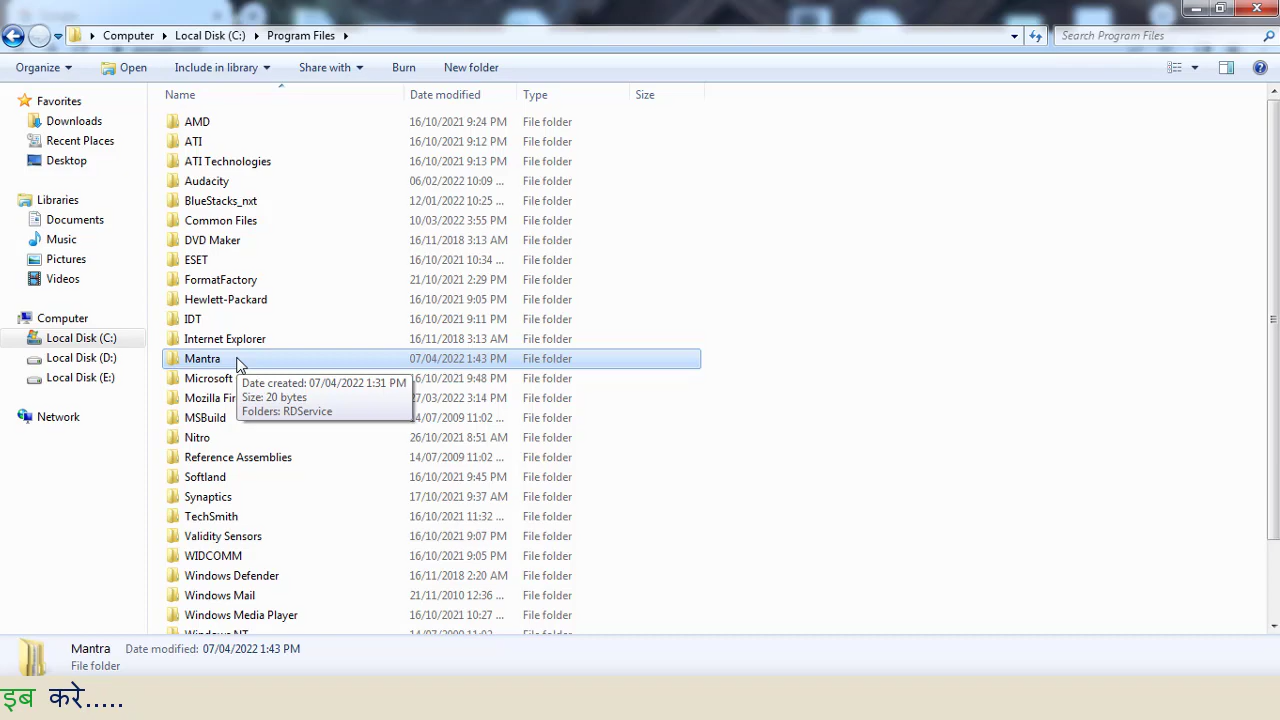 Computer Local Disk (C:) Program Files Search Program Files
Organize Open Include in library Share with Burn New folder
Name Date modified Type Size
Favorites
Downloads
Recent Places
Desktop
Libraries
Documents
Music
Pictures
Videos
Computer
Local Disk (C:)
Local Disk (D:)
Local Disk (E:)
Network
AMD 16/10/2021 9:24 PM File folder
ATI 16/10/2021 9:12 PM File folder
ATI Technologies 16/10/2021 9:13 PM File folder
Audacity 06/02/2022 10:09 ... File folder
BlueStacks_nxt 12/01/2022 10:25 ... File folder
Common Files 10/03/2022 3:55 PM File folder
DVD Maker 16/11/2018 3:13 AM File folder
ESET 16/10/2021 10:34 ... File folder
FormatFactory 21/10/2021 2:29 PM File folder
Hewlett-Packard 16/10/2021 9:05 PM File folder
IDT 16/10/2021 9:11 PM File folder
Internet Explorer 16/11/2018 3:13 AM File folder
Mantra 07/04/2022 1:43 PM File folder
Microsoft 16/10/2021 9:48 PM File folder
Mozilla 27/03/2022 3:14 PM File folder
MSBuild 14/07/2009 11:02 ... File folder
Nitro 26/10/2021 8:51 AM File folder
Reference Assemblies 14/07/2009 11:02 ... File folder
Softland 16/10/2021 9:45 PM File folder
Synaptics 17/10/2021 9:37 AM File folder
TechSmith 16/10/2021 11:32 ... File folder
Validity Sensors 16/10/2021 9:07 PM File folder
WIDCOMM 16/10/2021 9:05 PM File folder
Windows Defender 16/11/2018 2:20 AM File folder
Windows Mail 21/11/2010 12:36 ... File folder
Windows Media Player 16/10/2021 10:27 ... File folder
Windows NT 14/07/2009 11:02 ... File folder
Date created: 07/04/2022 1:31 PM
Size: 20 bytes
Folders: RDService
Mantra Date modified: 07/04/2022 1:43 PM
File folder
इब करे.....